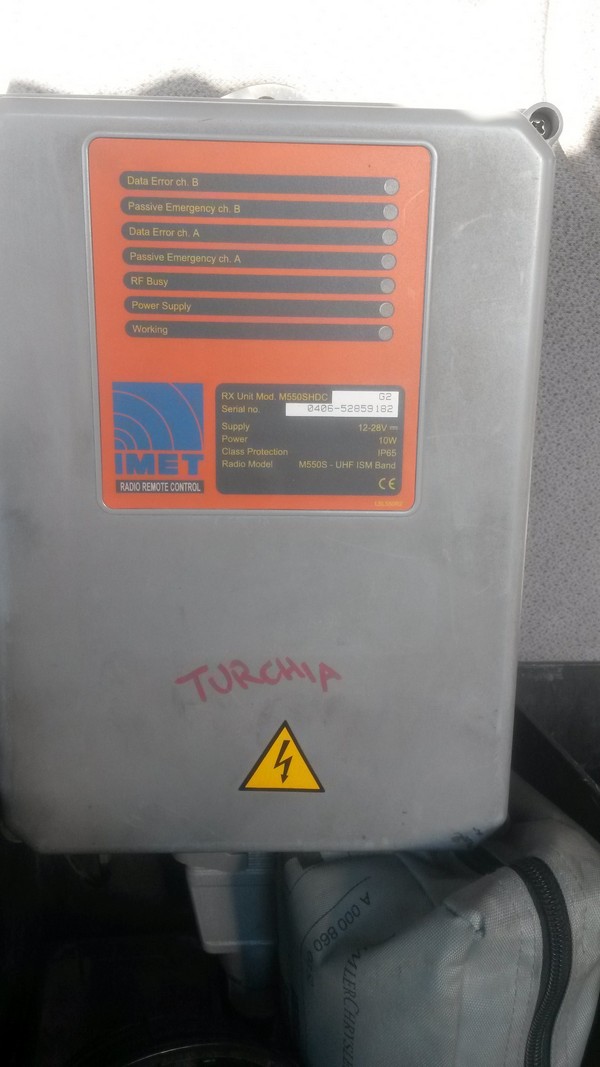 Data Error ch. B
Passive Emergency ch. B
Data Error ch. A
Passive Emergency ch. A
RF Busy
Power Supply
Working
IMET
RADIO REMOTE CONTROL
RX Unit Mod. M550SHDC G2
Serial no. 0406-52859182
Supply 12-28V
Power 10W
Class Protection IP65
Radio Model M550S - UHF ISM Band
CE
TURCHIA
A 000 860